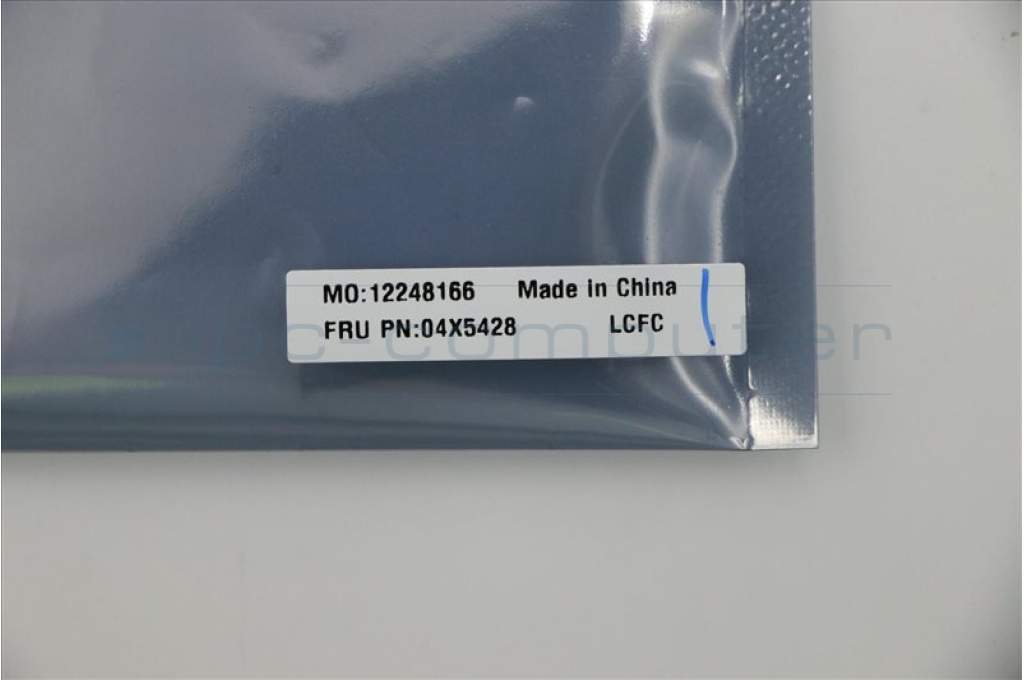 MO:12248166 Made in China
FRU PN:04X5428 LCFC